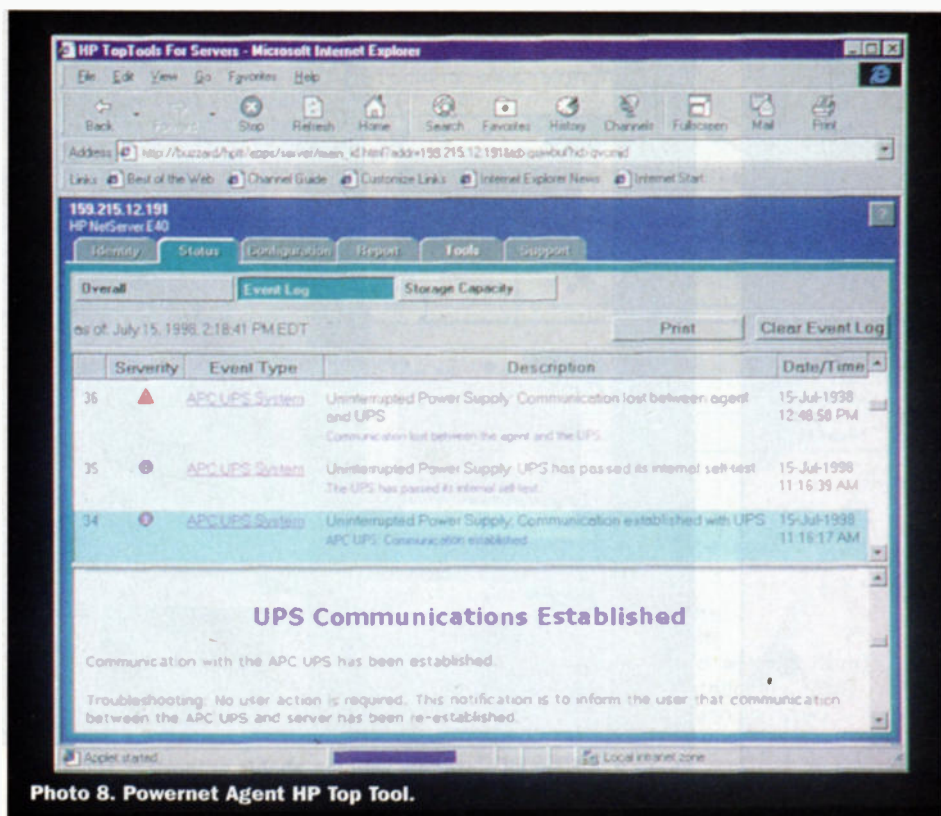 HP TopTools For Servers - Microsoft Internet Explorer
File Edit View Go Favorites Help
Back Stop Refresh Home Search Favorites History Channels Fullscreen Mail Print
Address
Links Best of the Web Channel Guide Customize Links Internet Explorer News Internet Start
159.215.12.191
HP NetServer E40
Identity Status Configuration Report Tools Support
Overall Event Log Storage Capacity
as of: July 15, 1998, 2:18:41 PM EDT Print Clear Event Log
Severity Event Type Description Date/Time
36 APC UPS System Uninterrupted Power Supply: Communication lost between agent 15-Jul-1998
and UPS 12:48:58 PM
Communication lost between the agent and the UPS.
35 APC UPS System Uninterrupted Power Supply: UPS has passed its internal self-test 15-Jul-1998
The UPS has passed its internal self-test. 11:16:39 AM
34 APC UPS System Uninterrupted Power Supply: Communication established with UPS 15-Jul-1998
APC UPS: Communication established. 11:16:17 AM
UPS Communications Established
Communication with the APC UPS has been established.
Troubleshooting: No user action is required. This notification is to inform the user that communication
between the APC UPS and server has been re-established.
Applet started Local intranet zone
Photo 8. Powernet Agent HP Top Tool.